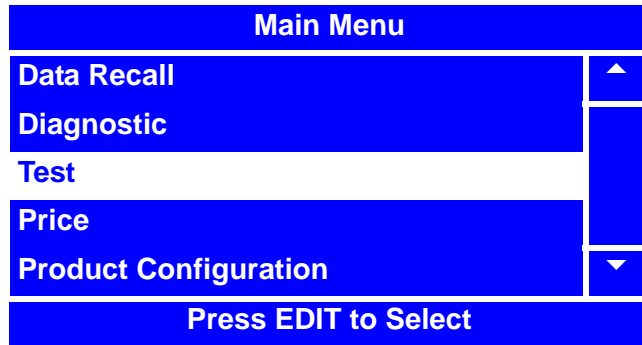 Main Menu
Data Recall
Diagnostic
Test
Price
Product Configuration
Press EDIT to Select